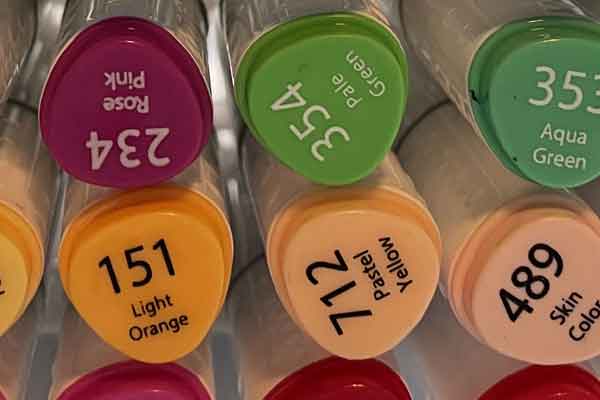 234
Rose
Pink
354
Pale
Green
353
Aqua
Green
151
Light
Orange
712
Pastel
Yellow
489
Skin
Color